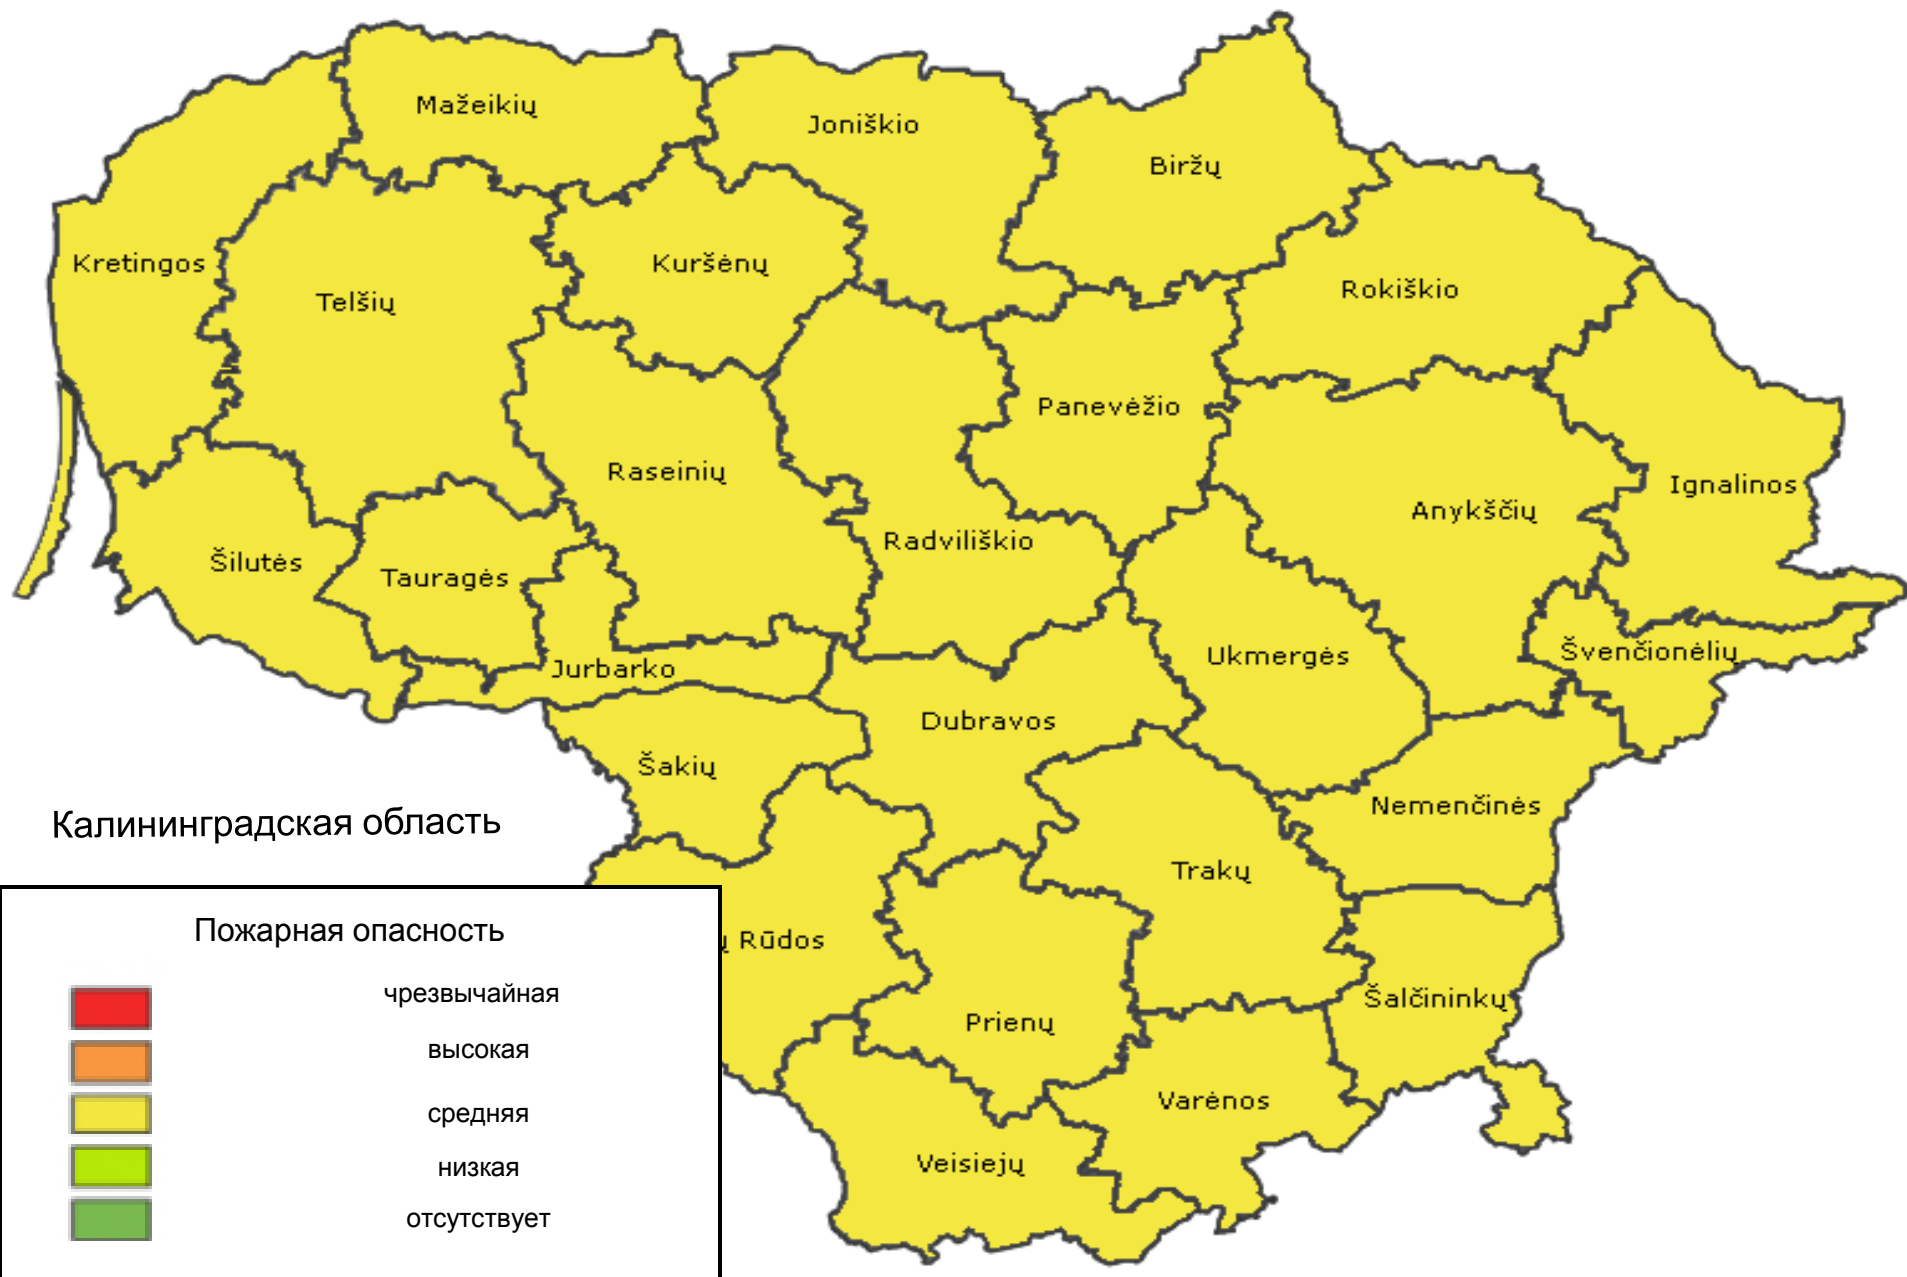 Mažeikių
Joniškio
Biržų
Kretingos
Kuršėnų
Telšių
Rokiškio
Panevėžio
Raseinių
Ignalinos
Anykščių
Radviliškio
Šilutės
Tauragės
Švenčionėlių
Ukmergės
Jurbarko
Dubravos
Šakių
Nemenčinės
Калининградская область
Trakų
Пожарная опасность
ų Rūdos
чрезвычайная
Šalčininkų
Prienų
высокая
Varėnos
средняя
Veisiejų
низкая
отсутствует